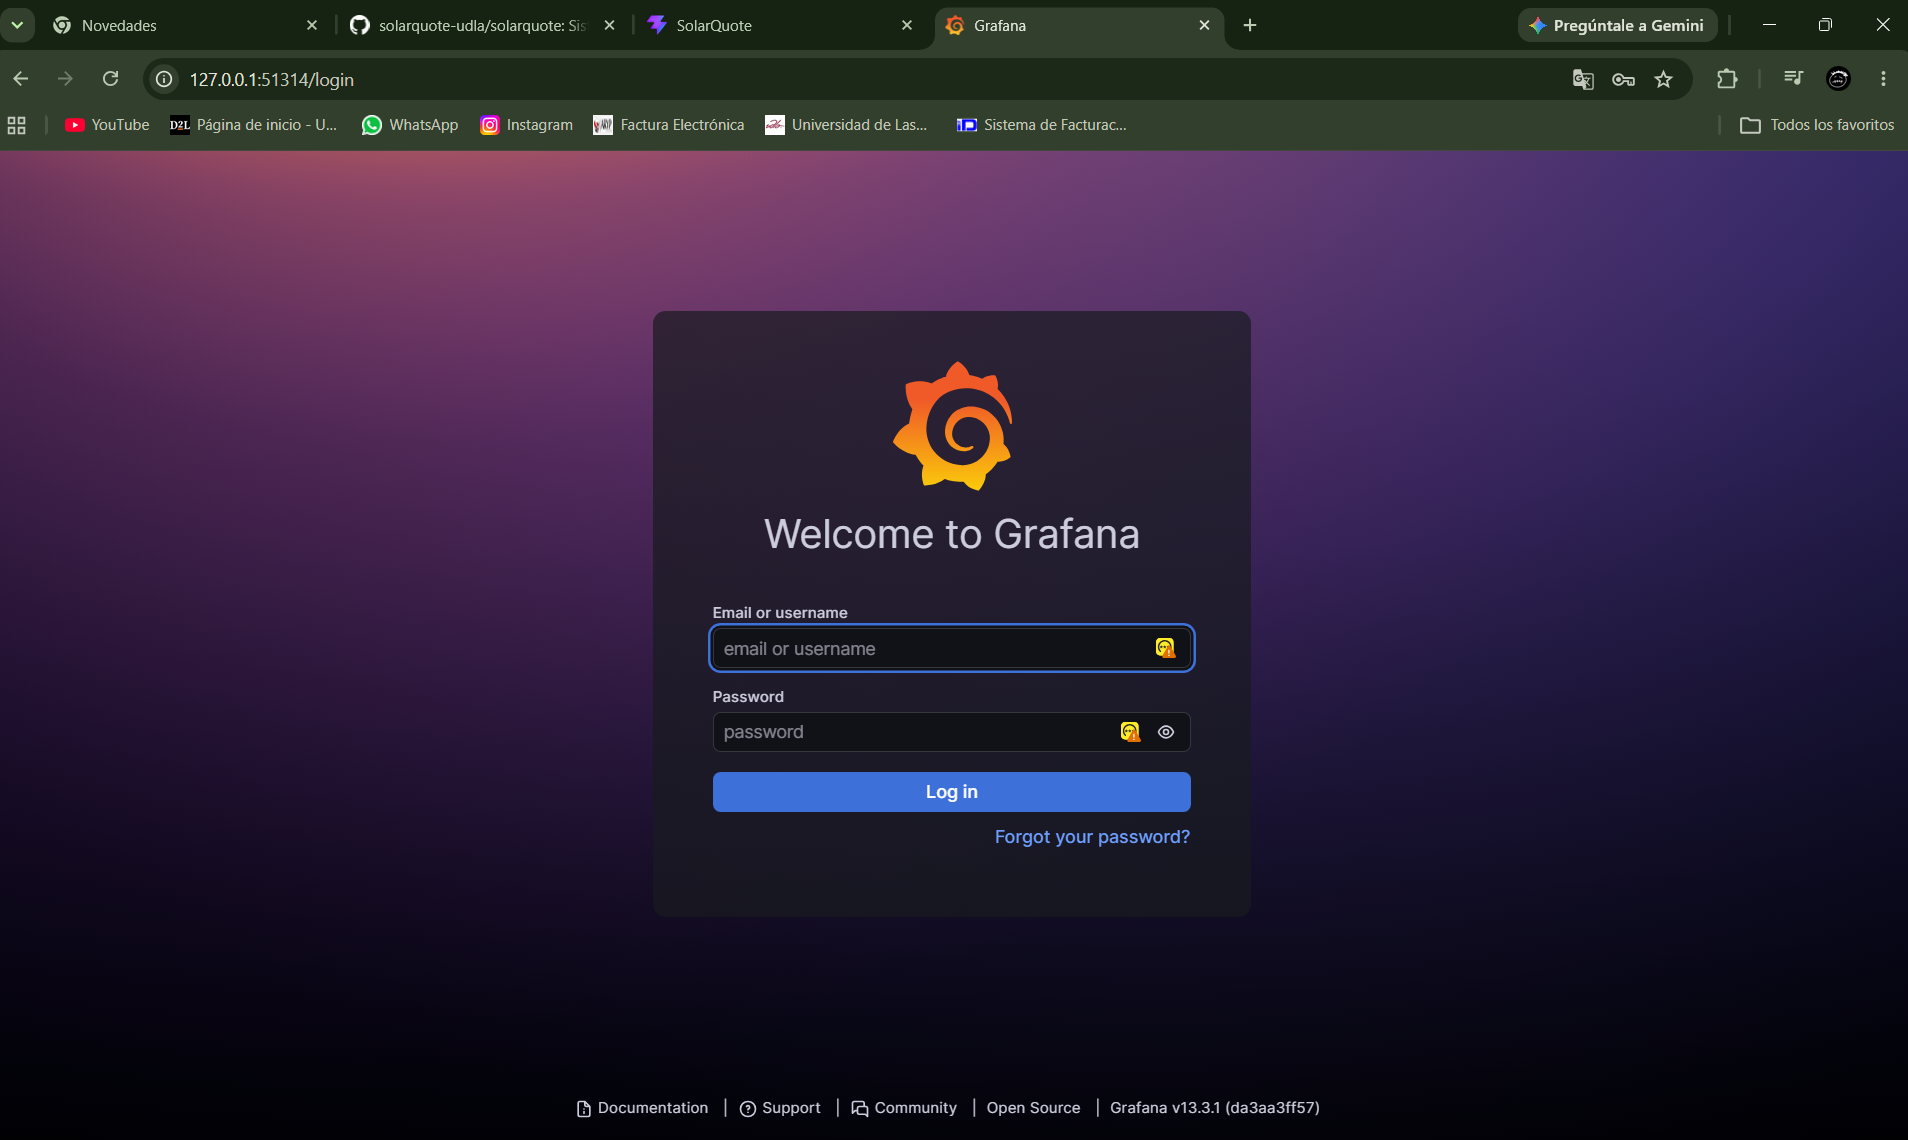 Novedades
solarquote-udla/solarquote: Sis
SolarQuote
Grafana
Pregúntale a Gemini
127.0.0.1:51314/login
YouTube
D2L Página de inicio - U...
WhatsApp
Instagram
Factura Electrónica
Universidad de Las...
Sistema de Facturac...
Todos los favoritos
Welcome to Grafana
Email or username
email or username
Password
password
Log in
Forgot your password?
Documentation | Support | Community | Open Source | Grafana v13.3.1 (da3aa3ff57)